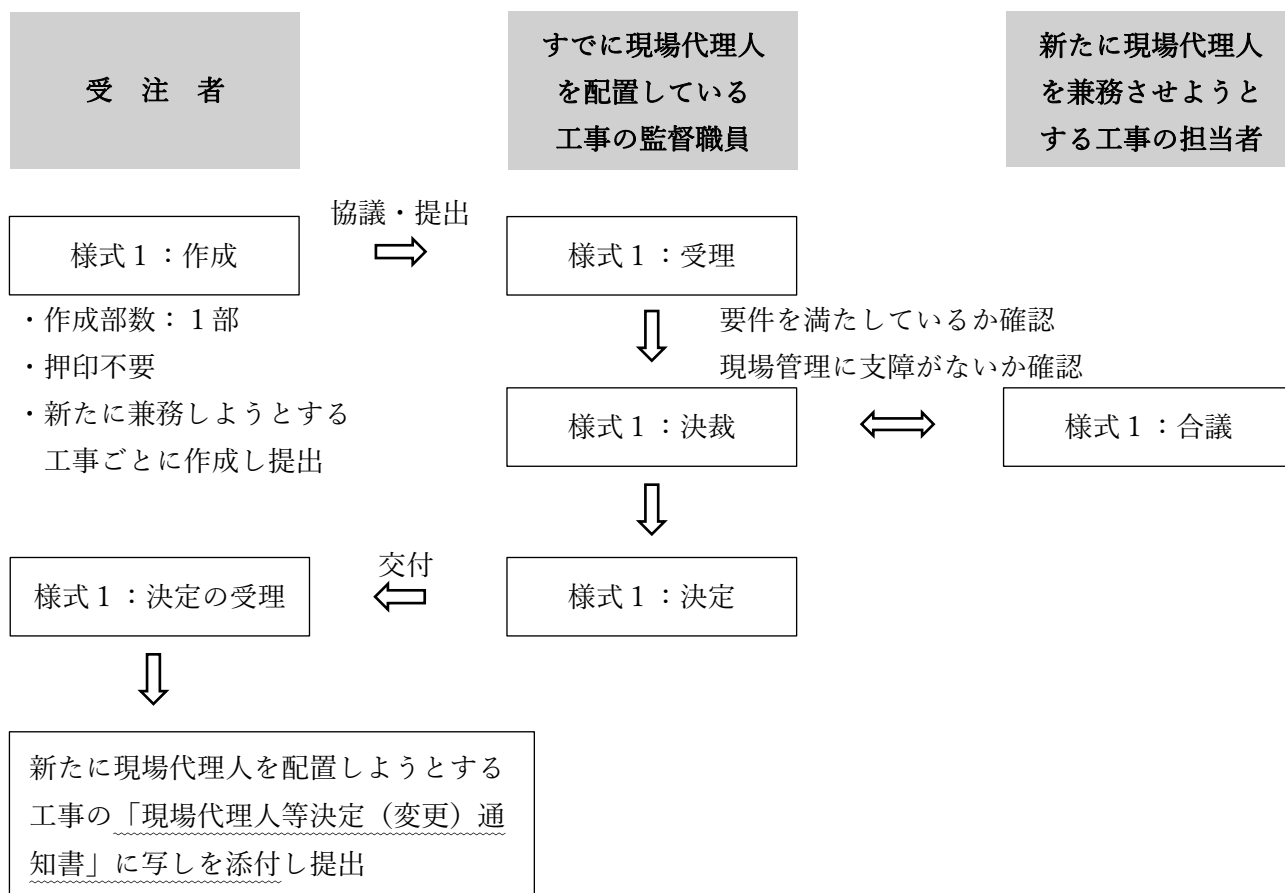 受 注 者
すでに現場代理人
を配置している
工事の監督職員
新たに現場代理人
を兼務させようと
する工事の担当者
協議・提出
様式１：作成
様式１：受理
・作成部数：１部
・押印不要
・新たに兼務しようとする
工事ごとに作成し提出
要件を満たしているか確認
現場管理に支障がないか確認
様式１：決裁
様式１：合議
交付
様式１：決定の受理
様式１：決定
新たに現場代理人を配置しようとする
工事の「現場代理人等決定（変更）通
知書」に写しを添付し提出